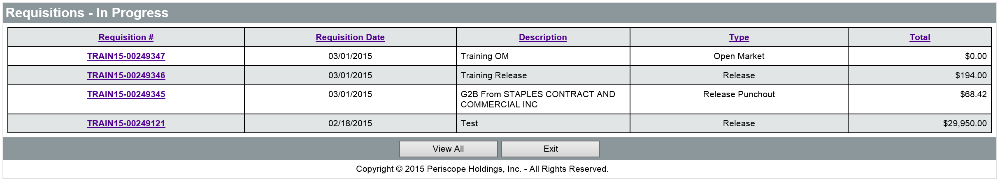 Requisitions - In Progress
Requisition # Requisition Date Description Type Total
TRAIN15-00249347 03/01/2015 Training OM Open Market $0.00
TRAIN15-00249346 03/01/2015 Training Release Release $194.00
TRAIN15-00249345 03/01/2015 G2B From STAPLES CONTRACT AND Release Punchout $68.42
COMMERCIAL INC
TRAIN15-00249121 02/18/2015 Test Release $29,950.00
View All Exit
Copyright © 2015 Periscope Holdings, Inc. - All Rights Reserved.